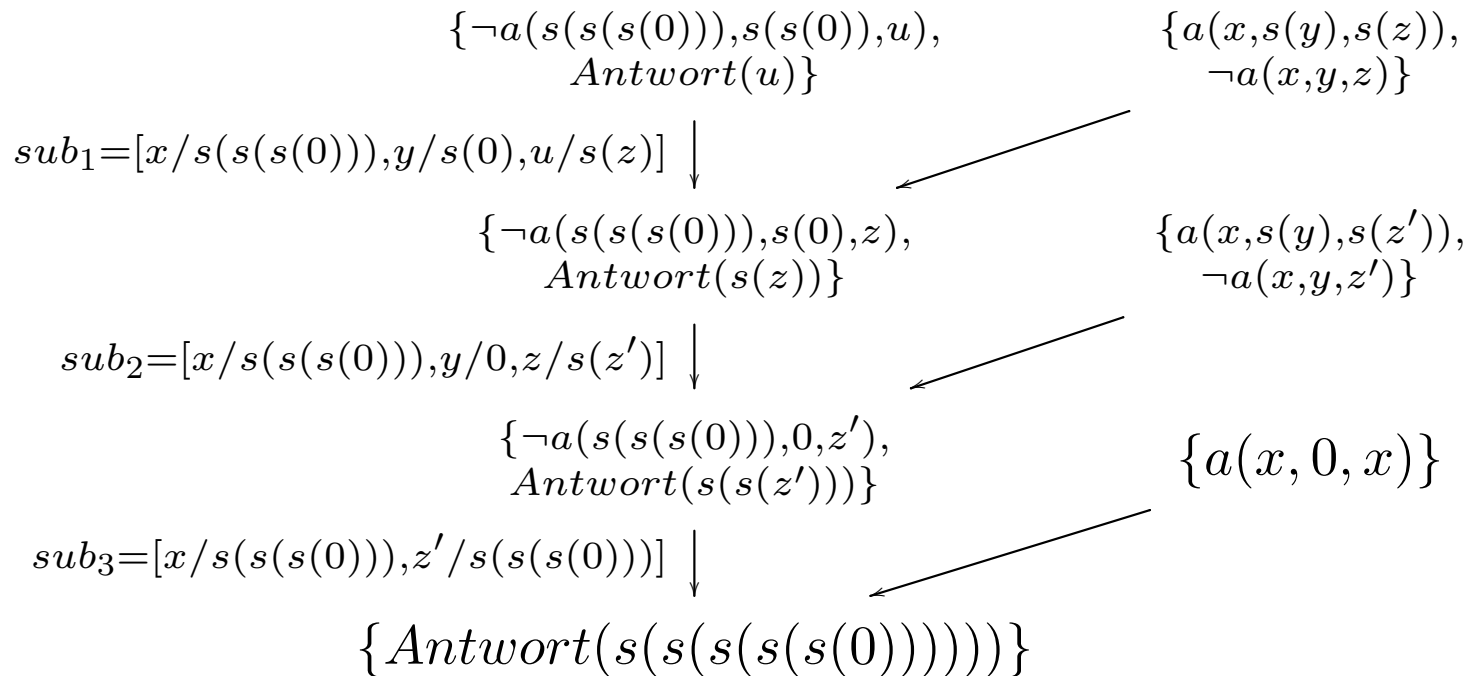 {¬a(s(s(s(0))),s(s(0)),u),
Antwort(u)}
{a(x,s(y),s(z)),
¬a(x,y,z)}
sub₁=[x/s(s(s(0))),y/s(0),u/s(z)]
{¬a(s(s(s(0))),s(0),z),
Antwort(s(z))}
{a(x,s(y),s(z′)),
¬a(x,y,z′)}
sub₂=[x/s(s(s(0))),y/0,z/s(z′)]
{¬a(s(s(s(0))),0,z′),
Antwort(s(s(z′)))}
{a(x, 0, x)}
sub₃=[x/s(s(s(0))),z′/s(s(s(0)))]
{Antwort(s(s(s(s(s(0))))))}